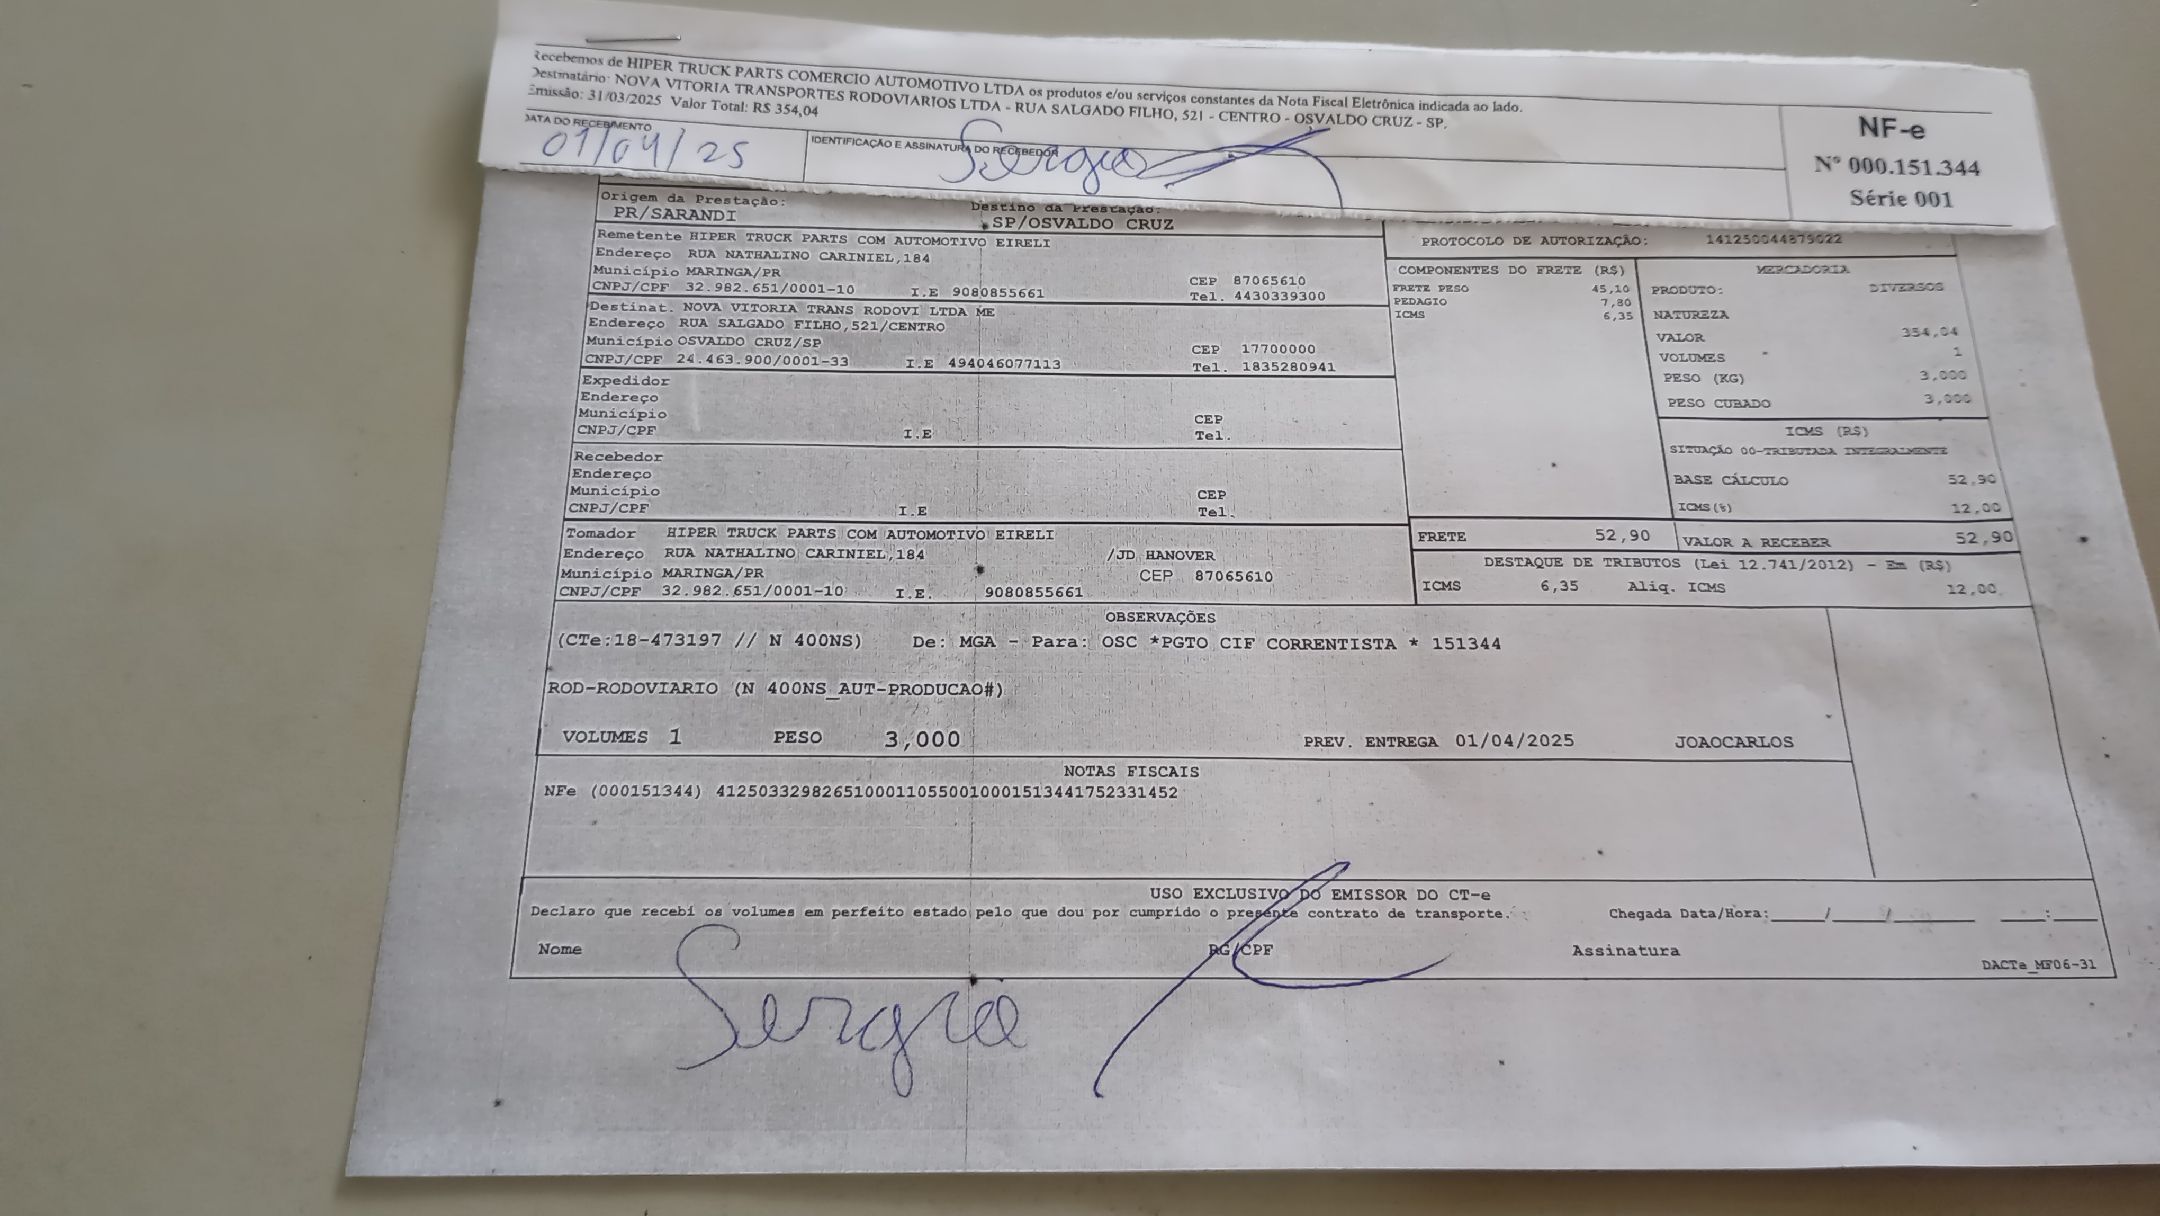 Recebemos de HIPER TRUCK PARTS COMERCIO AUTOMOTIVO LTDA os produtos e/ou serviços constantes da Nota Fiscal Eletrônica indicada ao lado.
Destinatário: NOVA VITORIA TRANSPORTES RODOVIARIOS LTDA - RUA SALGADO FILHO, 521 - CENTRO - OSVALDO CRUZ - SP.
Emissão: 31/03/2025 Valor Total: R$ 354,04
DATA DO RECEBIMENTO
01/04/25
IDENTIFICAÇÃO E ASSINATURA DO RECEBEDOR
Sergio
NF-e
Nº 000.151.344
Série 001
Origem da Prestação: Destino da Prestação:
PR/SARANDI SP/OSVALDO CRUZ
Remetente HIPER TRUCK PARTS COM AUTOMOTIVO EIRELI
Endereço RUA NATHALINO CARINIEL,184
Município MARINGA/PR CEP 87065610
CNPJ/CPF 32.982.651/0001-10 I.E 9080855661 Tel. 4430339300
Destinat. NOVA VITORIA TRANS RODOVI LTDA ME
Endereço RUA SALGADO FILHO,521/CENTRO
Município OSVALDO CRUZ/SP CEP 17700000
CNPJ/CPF 24.463.900/0001-33 I.E 494046077113 Tel. 1835280941
Expedidor
Endereço
Município CEP
CNPJ/CPF I.E Tel.
Recebedor
Endereço
Município CEP
CNPJ/CPF I.E Tel.
Tomador HIPER TRUCK PARTS COM AUTOMOTIVO EIRELI
Endereço RUA NATHALINO CARINIEL,184 /JD HANOVER
Município MARINGA/PR CEP 87065610
CNPJ/CPF 32.982.651/0001-10 I.E. 9080855661
PROTOCOLO DE AUTORIZAÇÃO: 141250044879022
COMPONENTES DO FRETE (R$)
FRETE PESO 45,10
PEDAGIO 7,80
ICMS 6,35
MERCADORIA
PRODUTO: DIVERSOS
NATUREZA
VALOR 354,04
VOLUMES 1
PESO (KG) 3,000
PESO CUBADO 3,000
ICMS (R$)
SITUAÇÃO 00-TRIBUTADA INTEGRALMENTE
BASE CÁLCULO 52,90
ICMS(%) 12,00
FRETE 52,90 VALOR A RECEBER 52,90
DESTAQUE DE TRIBUTOS (Lei 12.741/2012) - Em (R$)
ICMS 6,35 Aliq. ICMS 12,00
OBSERVAÇÕES
(CTe:18-473197 // N 400NS) De: MGA - Para: OSC *PGTO CIF CORRENTISTA * 151344
ROD-RODOVIARIO (N 400NS_AUT-PRODUCAO#)
VOLUMES 1 PESO 3,000 PREV. ENTREGA 01/04/2025 JOAOCARLOS
NOTAS FISCAIS
NFe (000151344) 41250332982651000110550010001513441752331452
USO EXCLUSIVO DO EMISSOR DO CT-e
Declaro que recebi os volumes em perfeito estado pelo que dou por cumprido o presente contrato de transporte. Chegada Data/Hora:____/____/______ ___:___
Nome RG/CPF Assinatura
DACTe_MF06-31
Sergio